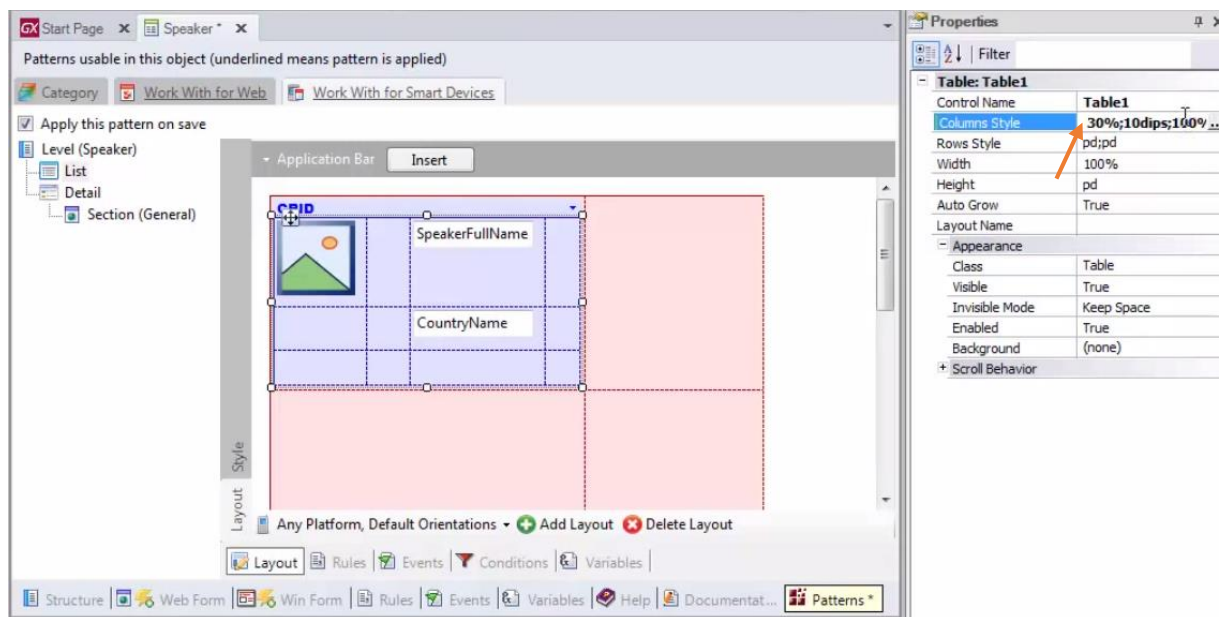 GX Start Page X Speaker * X
Patterns usable in this object (underlined means pattern is applied)
Category Work With for Web Work With for Smart Devices
Apply this pattern on save
Level (Speaker)
List
Detail
Section (General)
Application Bar Insert
GRID
SpeakerFullName
CountryName
Style
Layout
Any Platform, Default Orientations Add Layout Delete Layout
Layout Rules Events Conditions Variables
Structure Web Form Win Form Rules Events Variables Help Documentat... Patterns *
Properties
Filter
Table: Table1
Control Name Table1
Columns Style 30%;10dips;100% ...
Rows Style pd;pd
Width 100%
Height pd
Auto Grow True
Layout Name
Appearance
Class Table
Visible True
Invisible Mode Keep Space
Enabled True
Background (none)
Scroll Behavior